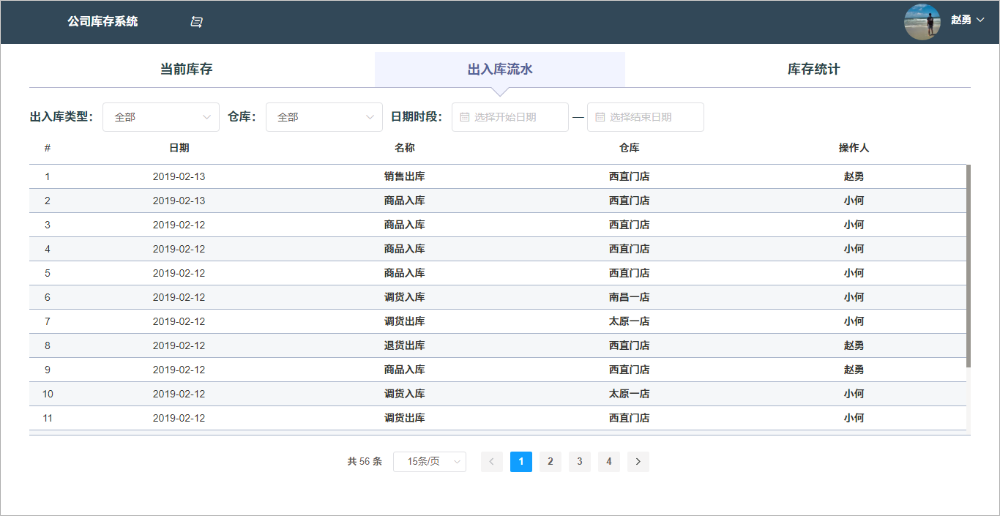 公司库存系统 赵勇
当前库存 出入库流水 库存统计
出入库类型: 全部 仓库: 全部 日期时段: 选择开始日期 — 选择结束日期
# 日期 名称 仓库 操作人
1 2019-02-13 销售出库 西直门店 赵勇
2 2019-02-13 商品入库 西直门店 小何
3 2019-02-12 商品入库 西直门店 小何
4 2019-02-12 商品入库 西直门店 小何
5 2019-02-12 商品入库 西直门店 小何
6 2019-02-12 调货入库 南昌一店 小何
7 2019-02-12 调货出库 太原一店 小何
8 2019-02-12 退货出库 西直门店 赵勇
9 2019-02-12 商品入库 西直门店 赵勇
10 2019-02-12 调货入库 太原一店 小何
11 2019-02-12 调货出库 西直门店 小何
共 56 条 15条/页 < 1 2 3 4 >